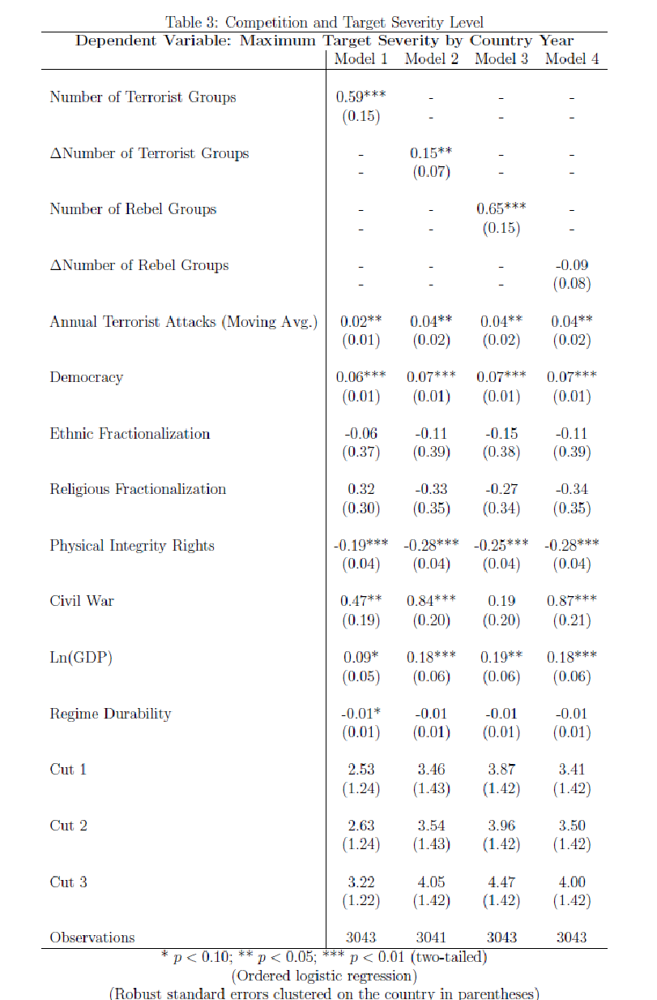 Table 3: Competition and Target Severity Level
Dependent Variable: Maximum Target Severity by Country Year
Model 1 Model 2 Model 3 Model 4
Number of Terrorist Groups 0.59*** - - -
(0.15) - - -
ΔNumber of Terrorist Groups - 0.15** - -
- (0.07) - -
Number of Rebel Groups - - 0.65*** -
- - (0.15) -
ΔNumber of Rebel Groups - - - -0.09
- - - (0.08)
Annual Terrorist Attacks (Moving Avg.) 0.02** 0.04** 0.04** 0.04**
(0.01) (0.02) (0.02) (0.02)
Democracy 0.06*** 0.07*** 0.07*** 0.07***
(0.01) (0.01) (0.01) (0.01)
Ethnic Fractionalization -0.06 -0.11 -0.15 -0.11
(0.37) (0.39) (0.38) (0.39)
Religious Fractionalization 0.32 -0.33 -0.27 -0.34
(0.30) (0.35) (0.34) (0.35)
Physical Integrity Rights -0.19*** -0.28*** -0.25*** -0.28***
(0.04) (0.04) (0.04) (0.04)
Civil War 0.47** 0.84*** 0.19 0.87***
(0.19) (0.20) (0.20) (0.21)
Ln(GDP) 0.09* 0.18*** 0.19** 0.18***
(0.05) (0.06) (0.06) (0.06)
Regime Durability -0.01* -0.01 -0.01 -0.01
(0.01) (0.01) (0.01) (0.01)
Cut 1 2.53 3.46 3.87 3.41
(1.24) (1.43) (1.42) (1.42)
Cut 2 2.63 3.54 3.96 3.50
(1.24) (1.43) (1.42) (1.42)
Cut 3 3.22 4.05 4.47 4.00
(1.22) (1.42) (1.42) (1.42)
Observations 3043 3041 3043 3043
* p < 0.10; ** p < 0.05; *** p < 0.01 (two-tailed)
(Ordered logistic regression)
(Robust standard errors clustered on the country in parentheses)